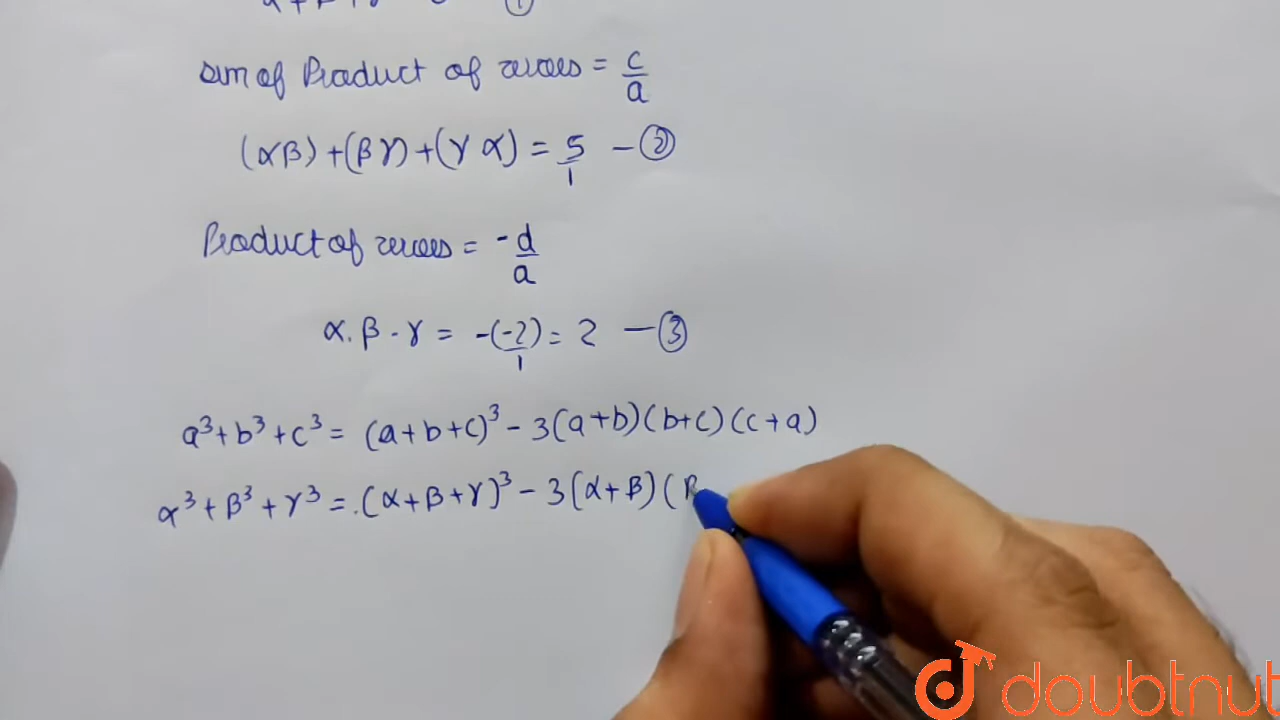 sum of Product of zeroes = c/a
(αβ)+(βγ)+(γ α) = 5/1 - ②
Product of zeroes = -d/a
α.β-γ = -(-2)/1 = 2 - ③
a³+b³+c³ = (a+b+c)³ - 3(a+b)(b+c)(c+a)
α³+β³+γ³ = .(α+β+γ)³ - 3(α+β)(β
doubtnut